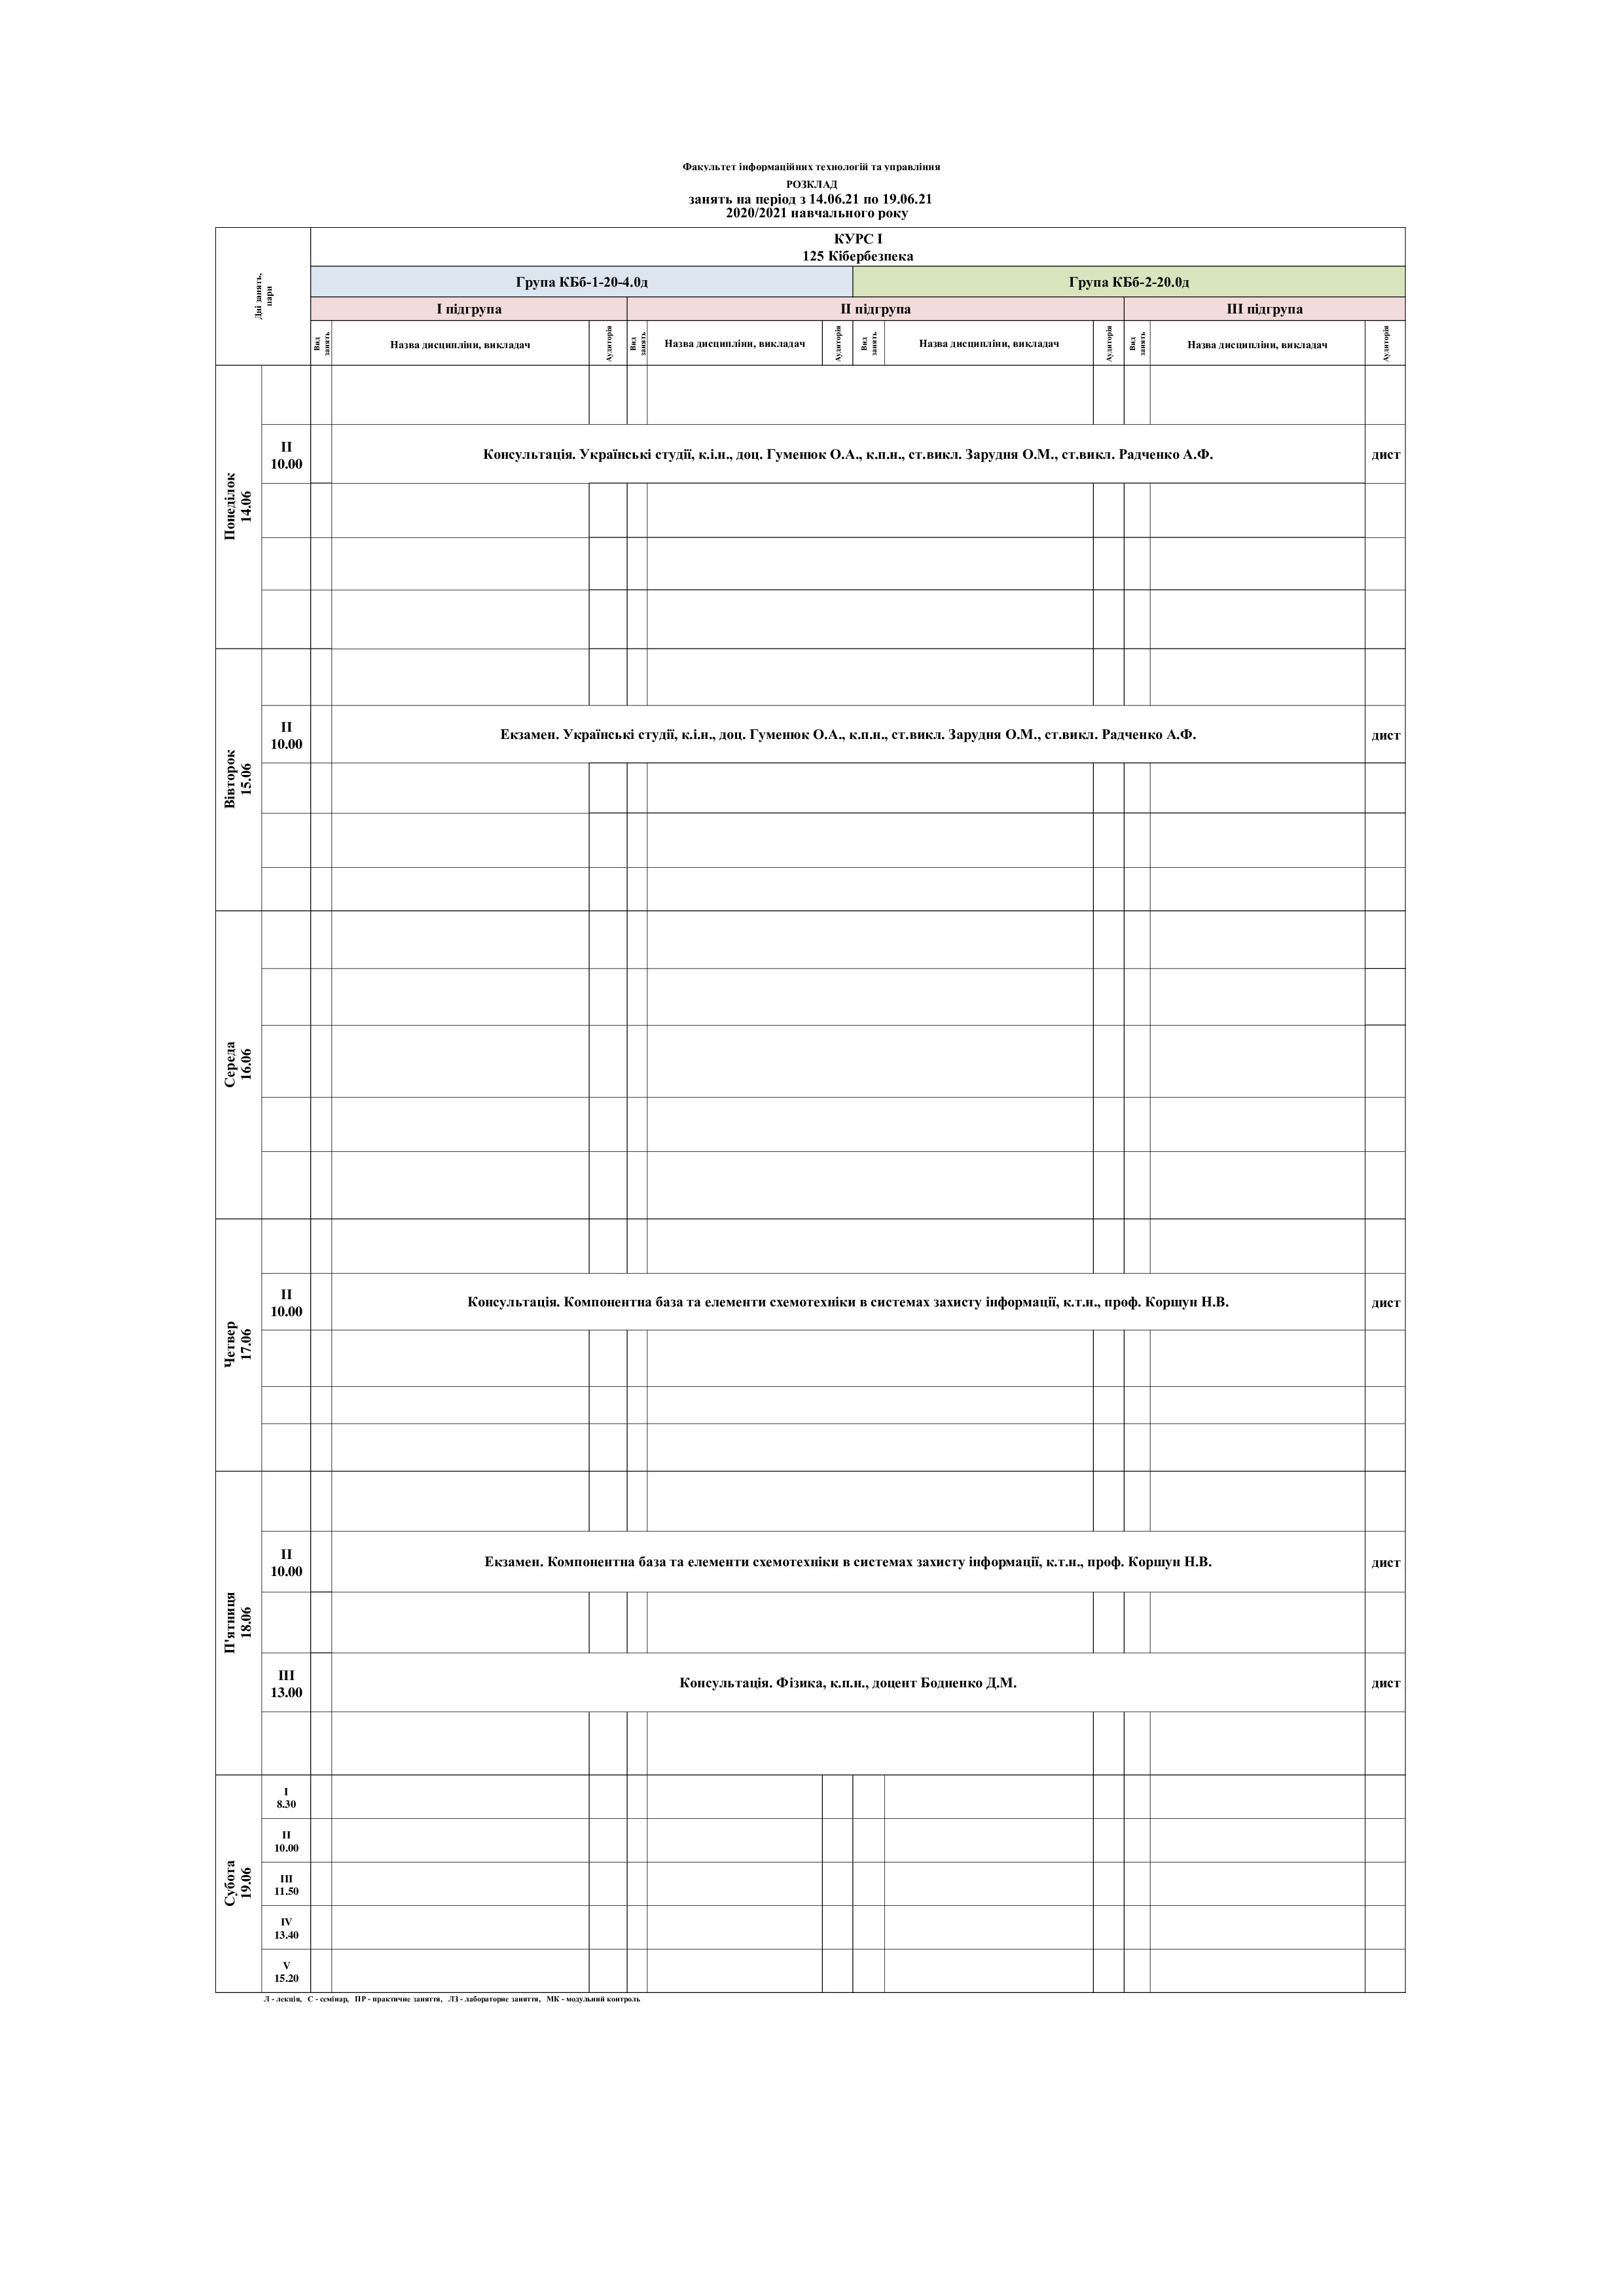 Факультет інформаційних технологій та управління
РОЗКЛАД
занять на період з 14.06.21 по 19.06.21
2020/2021 навчального року
Дні занять,
пари
КУРС І
125 Кібербезпека
Група КБб-1-20-4.0д
Група КБб-2-20.0д
І підгрупа
ІІ підгрупа
ІІІ підгрупа
Вид
занять
Назва дисципліни, викладач
Аудиторія
Вид
занять
Назва дисципліни, викладач
Аудиторія
Вид
занять
Назва дисципліни, викладач
Аудиторія
Вид
занять
Назва дисципліни, викладач
Аудиторія
Понеділок
14.06
ІІ
10.00
Консультація. Українські студії, к.і.н., доц. Гуменюк О.А., к.п.н., ст.викл. Зарудня О.М., ст.викл. Радченко А.Ф.
дист
Вівторок
15.06
ІІ
10.00
Екзамен. Українські студії, к.і.н., доц. Гуменюк О.А., к.п.н., ст.викл. Зарудня О.М., ст.викл. Радченко А.Ф.
дист
Середа
16.06
Четвер
17.06
ІІ
10.00
Консультація. Компонентна база та елементи схемотехніки в системах захисту інформації, к.т.н., проф. Коршун Н.В.
дист
П'ятниця
18.06
ІІ
10.00
Екзамен. Компонентна база та елементи схемотехніки в системах захисту інформації, к.т.н., проф. Коршун Н.В.
дист
ІІІ
13.00
Консультація. Фізика, к.п.н., доцент Бодненко Д.М.
дист
Субота
19.06
І
8.30
ІІ
10.00
ІІІ
11.50
IV
13.40
V
15.20
Л - лекція, С - семінар, ПР - практичне заняття, ЛЗ - лабораторне заняття, МК - модульний контроль